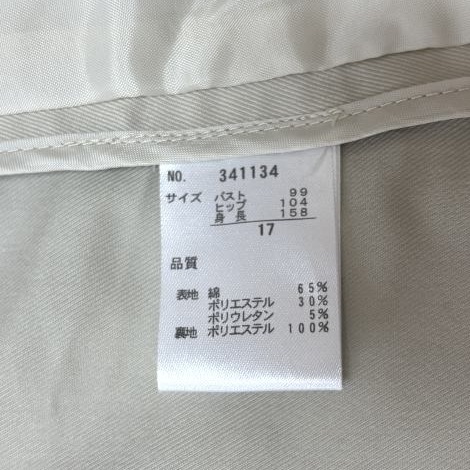 NO. 341134
サイズ バスト 99
ヒップ 104
身長 158
17
品質
表地 綿 65%
ポリエステル 30%
ポリウレタン 5%
裏地 ポリエステル 100%